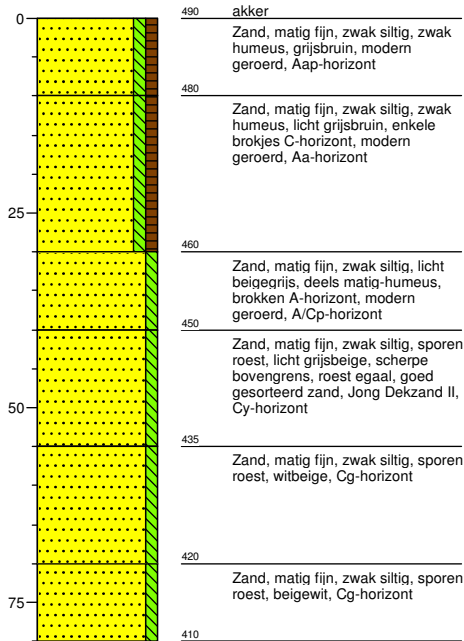 0
490 akker
Zand, matig fijn, zwak siltig, zwak
humeus, grijsbruin, modern
geroerd, Aap-horizont
480
Zand, matig fijn, zwak siltig, zwak
humeus, licht grijsbruin, enkele
brokjes C-horizont, modern
geroerd, Aa-horizont
25
460
Zand, matig fijn, zwak siltig, licht
beigegrijs, deels matig-humeus,
brokken A-horizont, modern
geroerd, A/Cp-horizont
450
Zand, matig fijn, zwak siltig, sporen
roest, licht grijsbeige, scherpe
bovengrens, roest egaal, goed
gesorteerd zand, Jong Dekzand II,
Cy-horizont
50
435
Zand, matig fijn, zwak siltig, sporen
roest, witbeige, Cg-horizont
420
Zand, matig fijn, zwak siltig, sporen
roest, beigewit, Cg-horizont
75
410